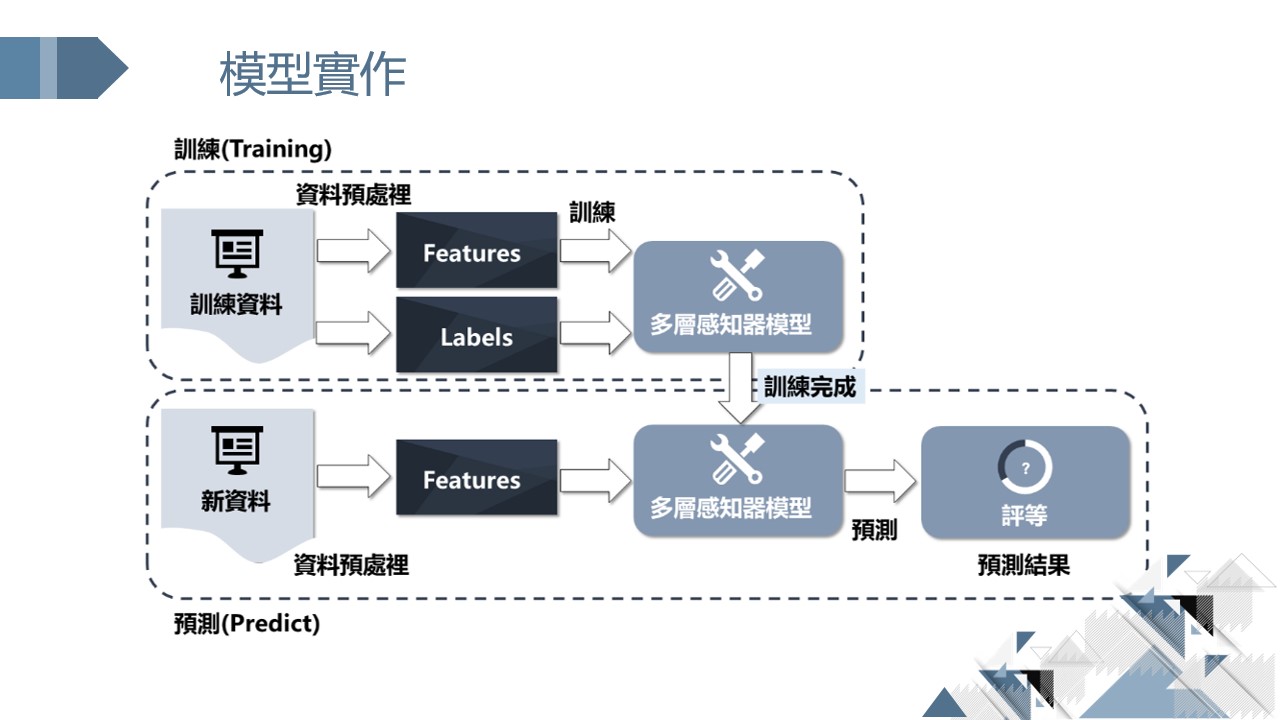 模型實作
訓練(Training)
資料預處裡
訓練
訓練資料
Features
Labels
多層感知器模型
訓練完成
新資料
Features
多層感知器模型
?
評等
資料預處裡
預測
預測結果
預測(Predict)